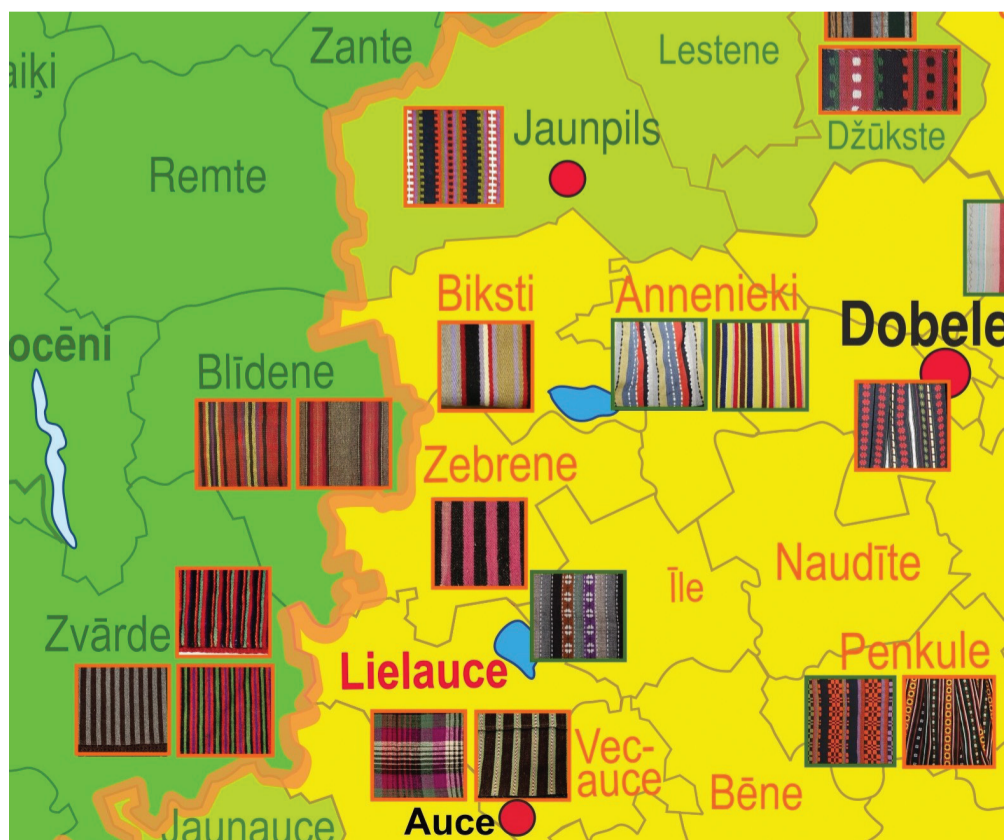 Zante
Lestene
aiķi
Jaunpils
Džūkste
Remte
Biksti
Annenieki
Dobele
ocēni
Blīdene
Zebrene
Naudīte
Īle
Zvārde
Lielauce
Penkule
Vec-
auce
Bēne
Auce
Jaunauce